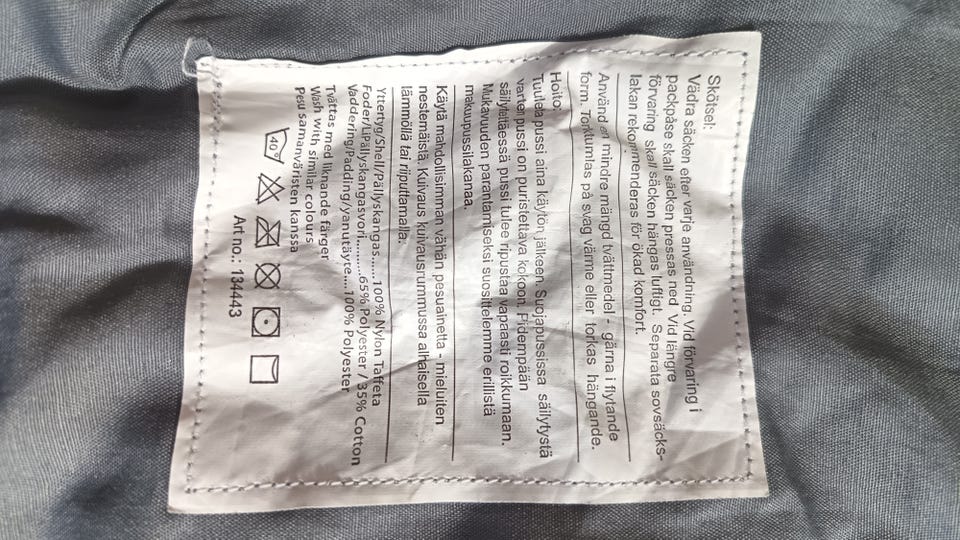 Skötsel:
Vädra säcken efter varje användning. Vid förvaring i
packpåse skall säcken pressas ned. Vid längre
förvaring skall säcken hängas luftigt. Separata sovsäcks-
lakan rekommenderas för ökad komfort.
Använd en mindre mängd tvättmedel - gärna i flytande
form. Torktumlas på svag värme eller torkas hängande.
Hoito:
Tuuleta pussi aina käytön jälkeen. Suojapussissa säilytystä
varten pussi on puristettava kokoon. Pidempään
säilytettäessä pussi tulee ripustaa vapaasti roikkumaan.
Mukavuuden parantamiseksi suosittelemme erillistä
makuupussilakanaa.
Käytä mahdollisimman vähän pesuainetta - mieluiten
nestemäistä. Kuivaus kuivausrummussa alhaisella
lämmöllä tai riiputtamalla.
Yttertyg/Shell/Pällyskangas......100% Nylon Taffeta
Foder/LiPällyskangasvori.........65% Polyester / 35% Cotton
Vaddering/Padding/yanutäyte....100% Polyester
Tvättas med liknande färger
Wash with similar colours
Pesu samanväristen kanssa
40°
Art no.: 134443